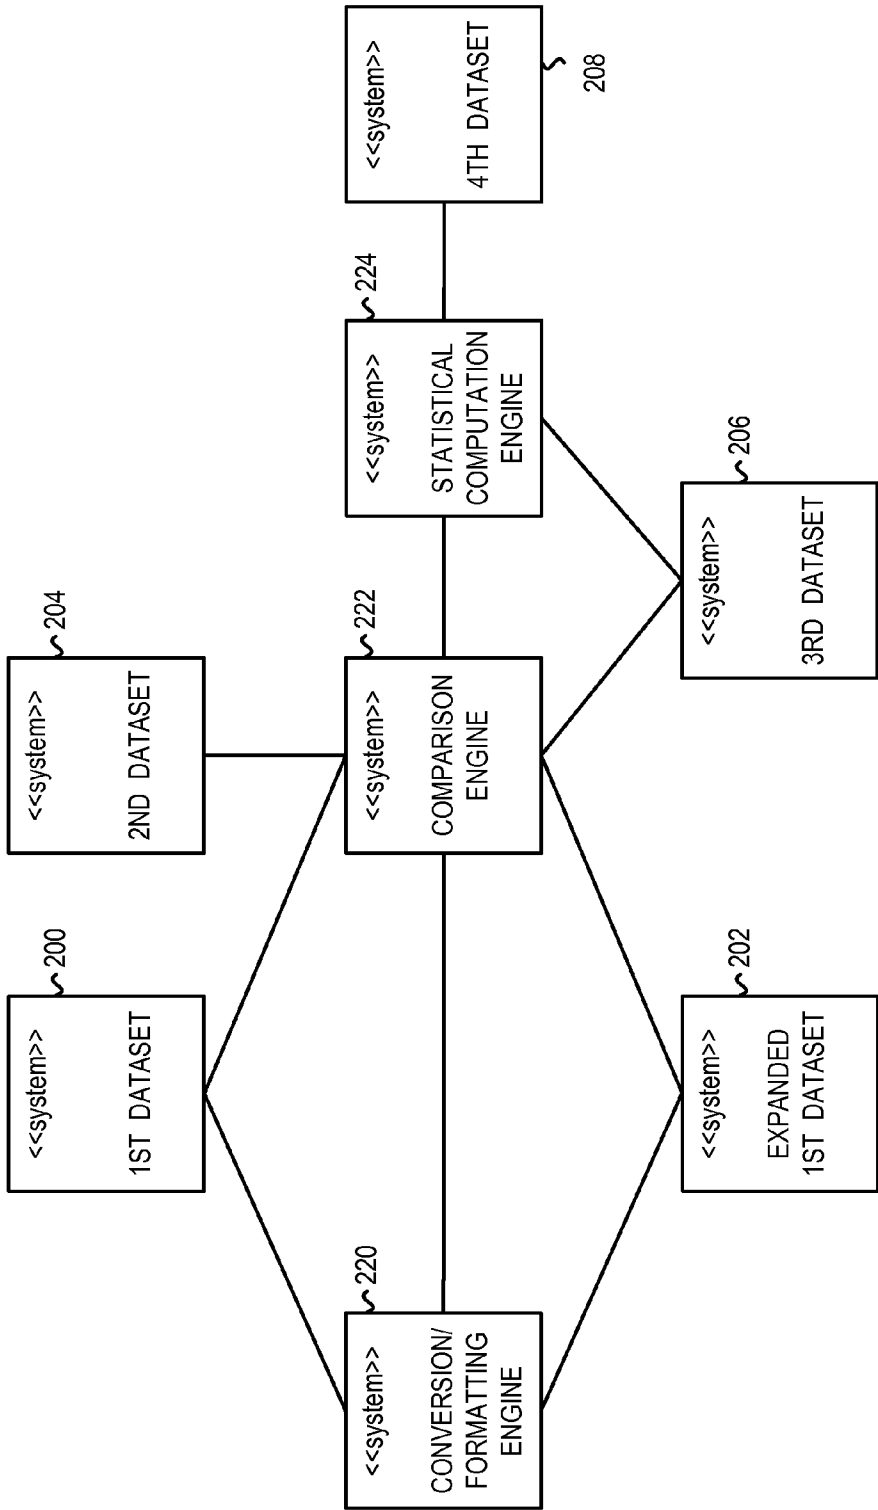 <<system>>
1ST DATASET
200
<<system>>
2ND DATASET
204
<<system>>
CONVERSION/
FORMATTING
ENGINE
220
<<system>>
COMPARISON
ENGINE
222
<<system>>
STATISTICAL
COMPUTATION
ENGINE
224
<<system>>
4TH DATASET
208
<<system>>
EXPANDED
1ST DATASET
202
<<system>>
3RD DATASET
206